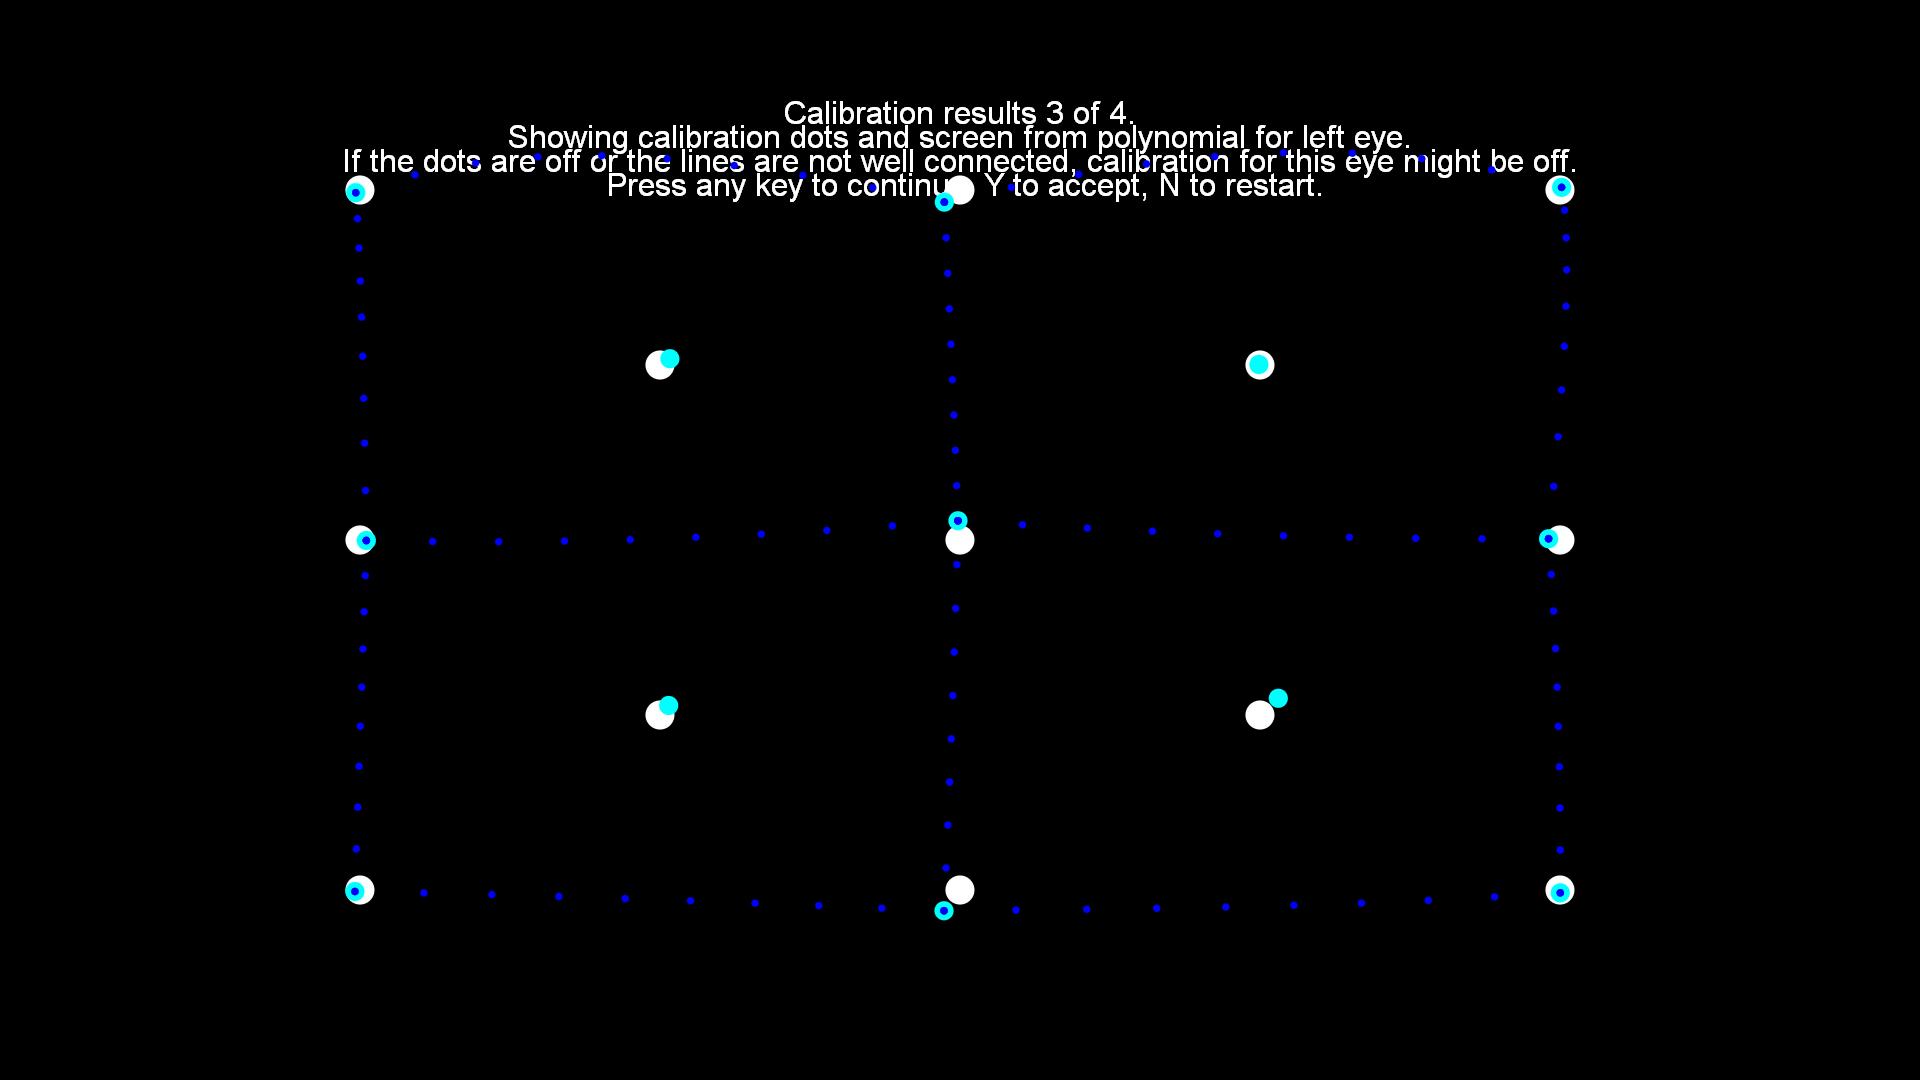 Calibration results 3 of 4.
Showing calibration dots and screen from polynomial for left eye.
If the dots are off or the lines are not well connected, calibration for this eye might be off.
Press any key to continu Y to accept, N to restart.